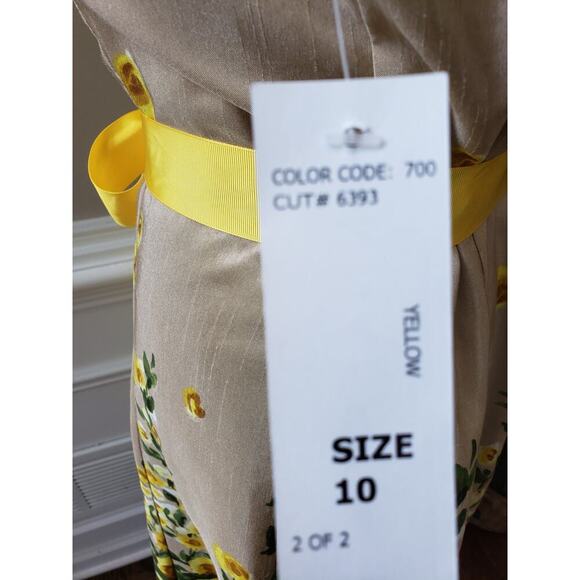 COLOR CODE: 700
CUT# 6393
YELLOW
SIZE
10
2 OF 2